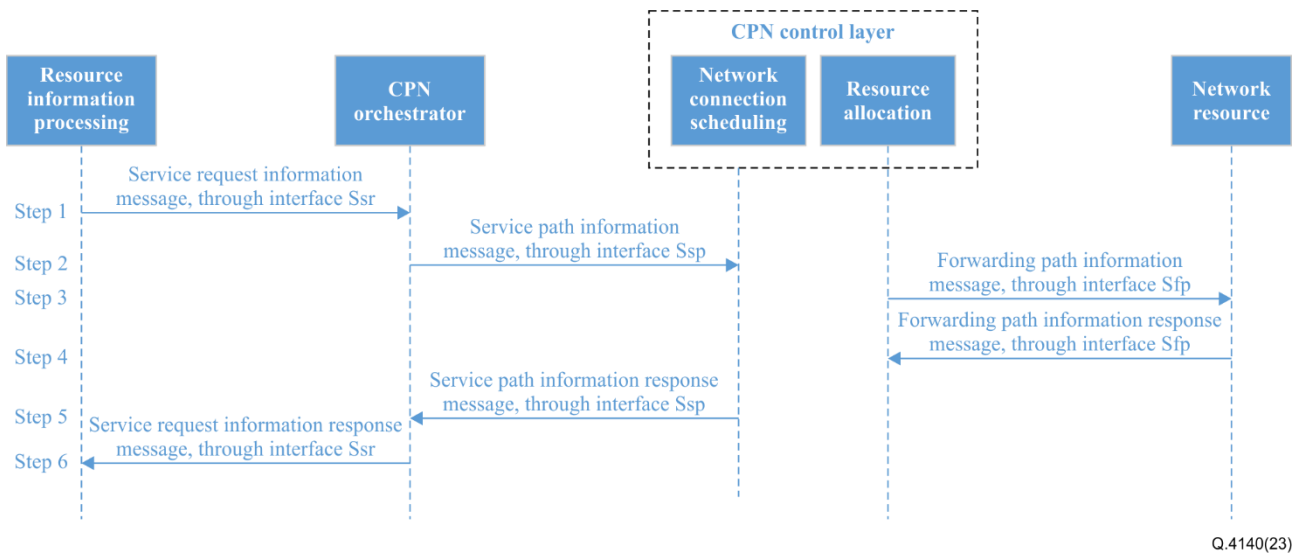 CPN control layer
Resource
information
processing
CPN
orchestrator
Network
connection
scheduling
Resource
allocation
Network
resource
Service request information
message, through interface Ssr
Step 1
Service path information
message, through interface Ssp
Step 2
Forwarding path information
message, through interface Sfp
Step 3
Forwarding path information response
message, through interface Sfp
Step 4
Service path information response
message, through interface Ssp
Step 5
Service request information response
message, through interface Ssr
Step 6
Q.4140(23)